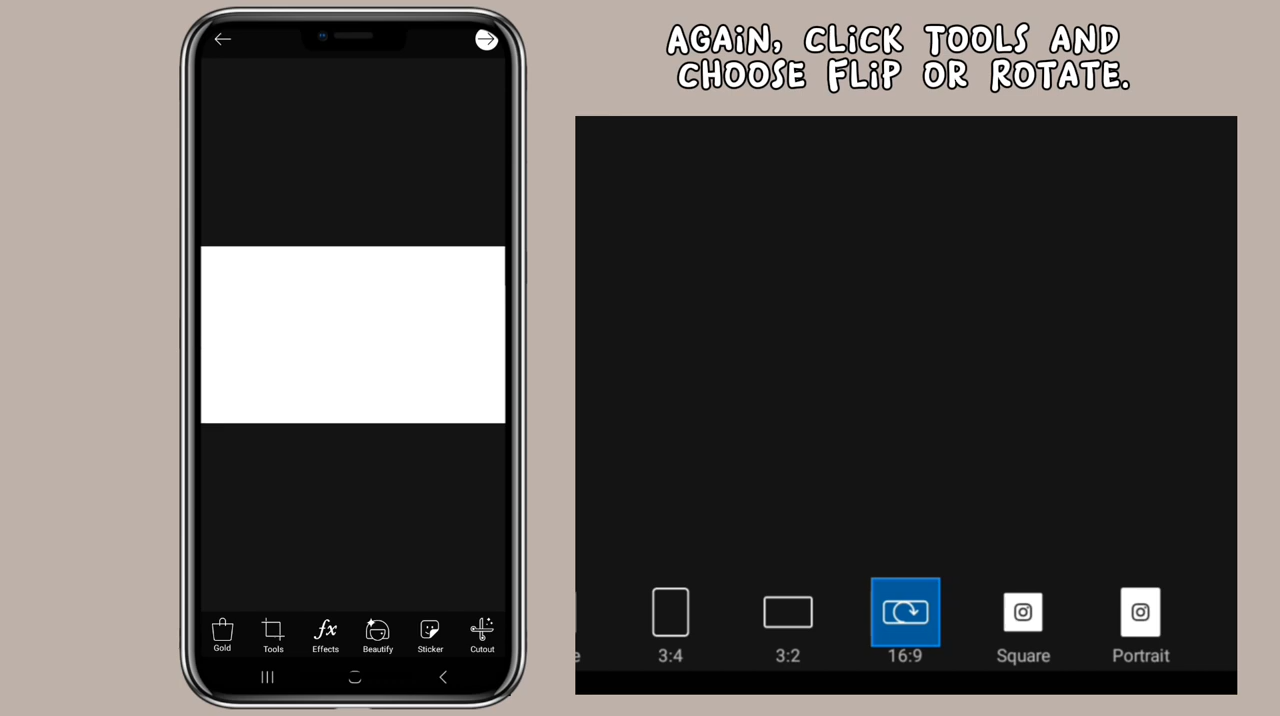 AGAIN, CLICK TOOLS AND
CHOOSE FLIP OR ROTATE.
Gold
Tools
fx
Effects
Beautify
Sticker
Cutout
e
3:4
3:2
16:9
Square
Portrait